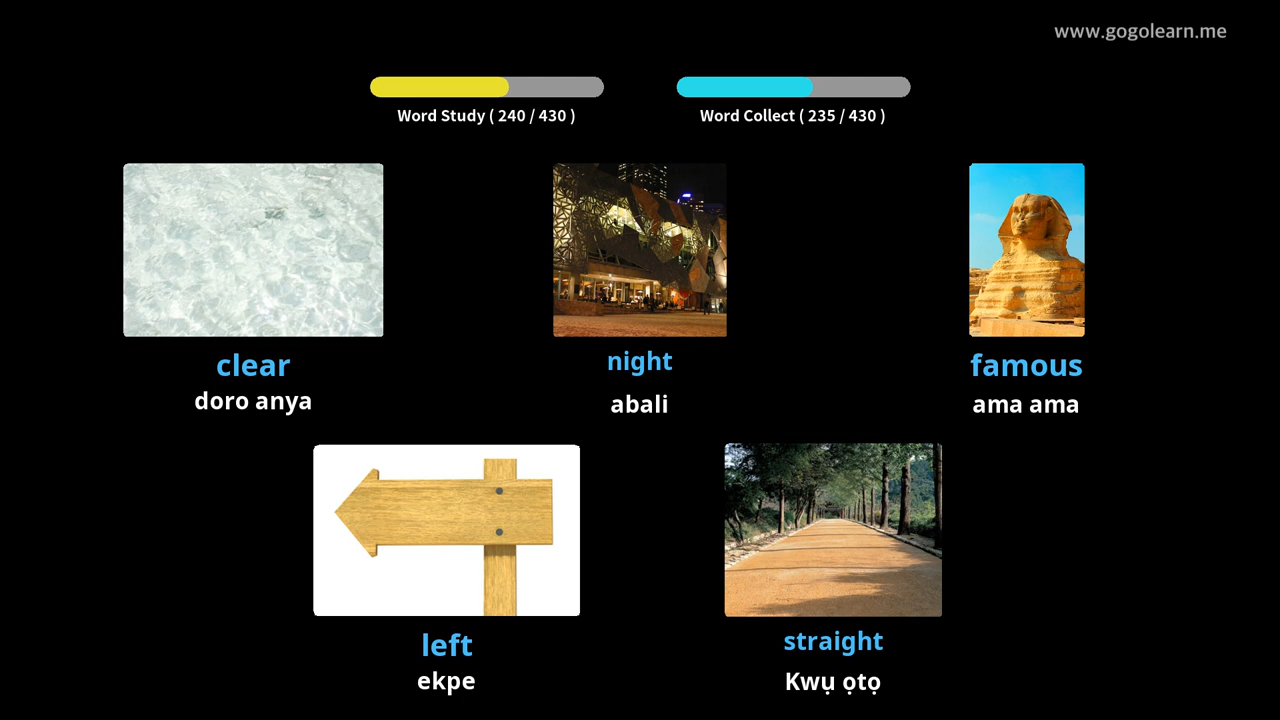 www.gogolearn.me
Word Study ( 240 / 430 )
Word Collect ( 235 / 430 )
clear
doro anya
night
abali
famous
ama ama
left
ekpe
straight
Kwụ ọtọ